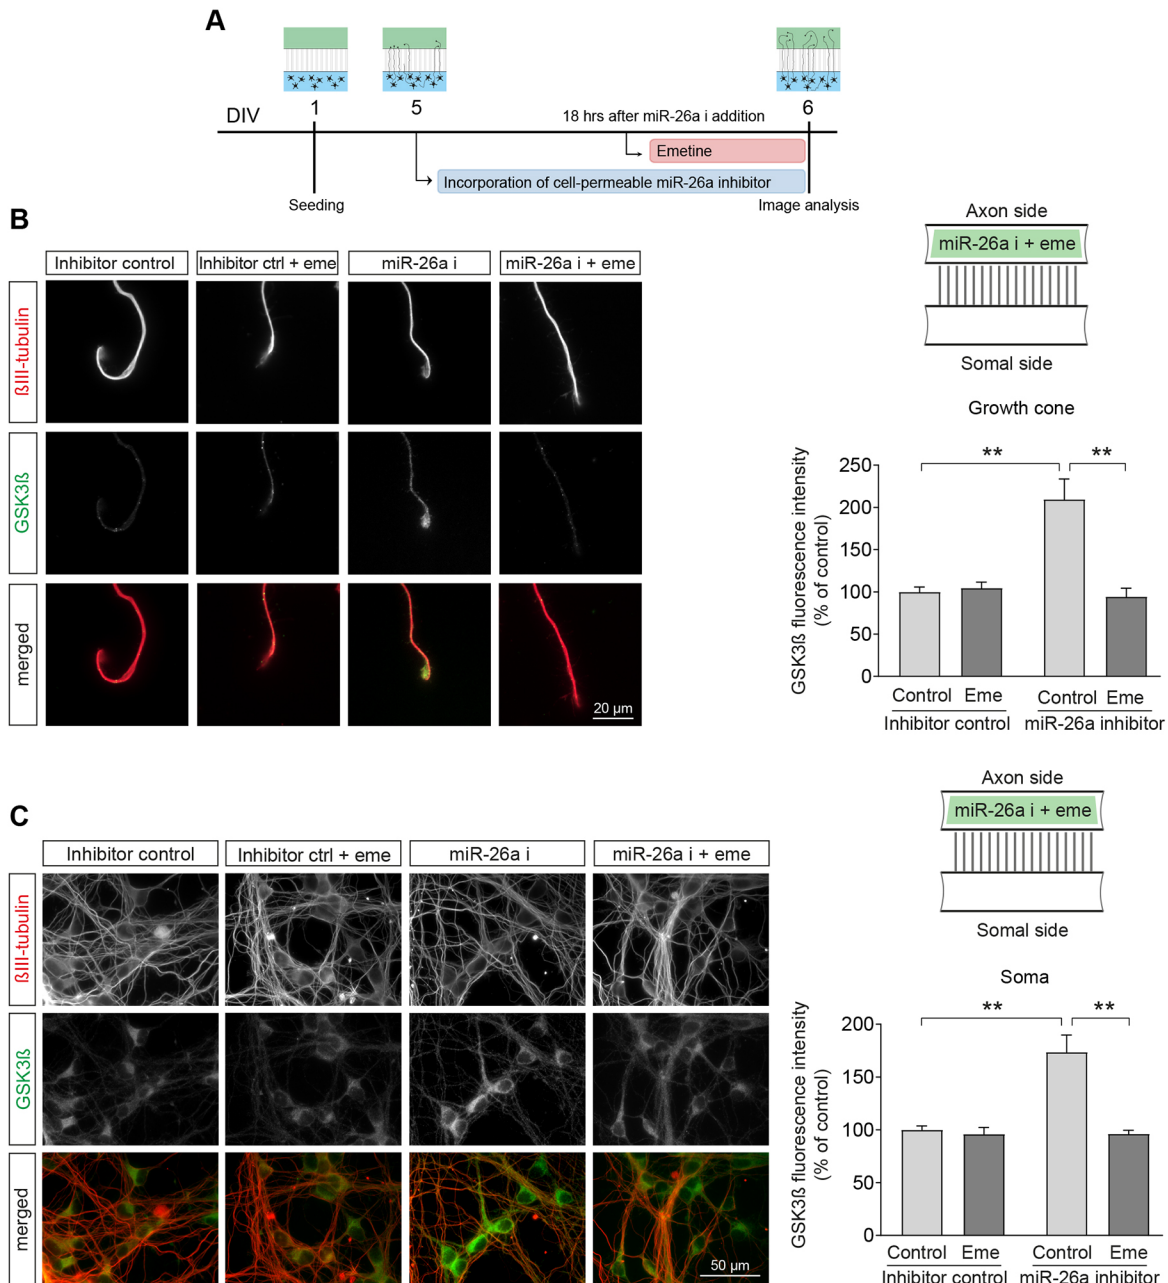 A
DIV
1
5
18 hrs after miR-26a i addition
6
Emetine
Incorporation of cell-permeable miR-26a inhibitor
Seeding
Image analysis
B
Inhibitor control
Inhibitor ctrl + eme
miR-26a i
miR-26a i + eme
ßIII-tubulin
GSK3ß
merged
20 µm
Axon side
miR-26a i + eme
Somal side
Growth cone
GSK3ß fluorescence intensity
(% of control)
250
200
150
100
50
0
**
**
Control
Eme
Control
Eme
Inhibitor control
miR-26a inhibitor
C
Inhibitor control
Inhibitor ctrl + eme
miR-26a i
miR-26a i + eme
ßIII-tubulin
GSK3ß
merged
50 µm
Axon side
miR-26a i + eme
Somal side
Soma
GSK3ß fluorescence intensity
(% of control)
200
150
100
50
0
**
**
Control
Eme
Control
Eme
Inhibitor control
miR-26a inhibitor